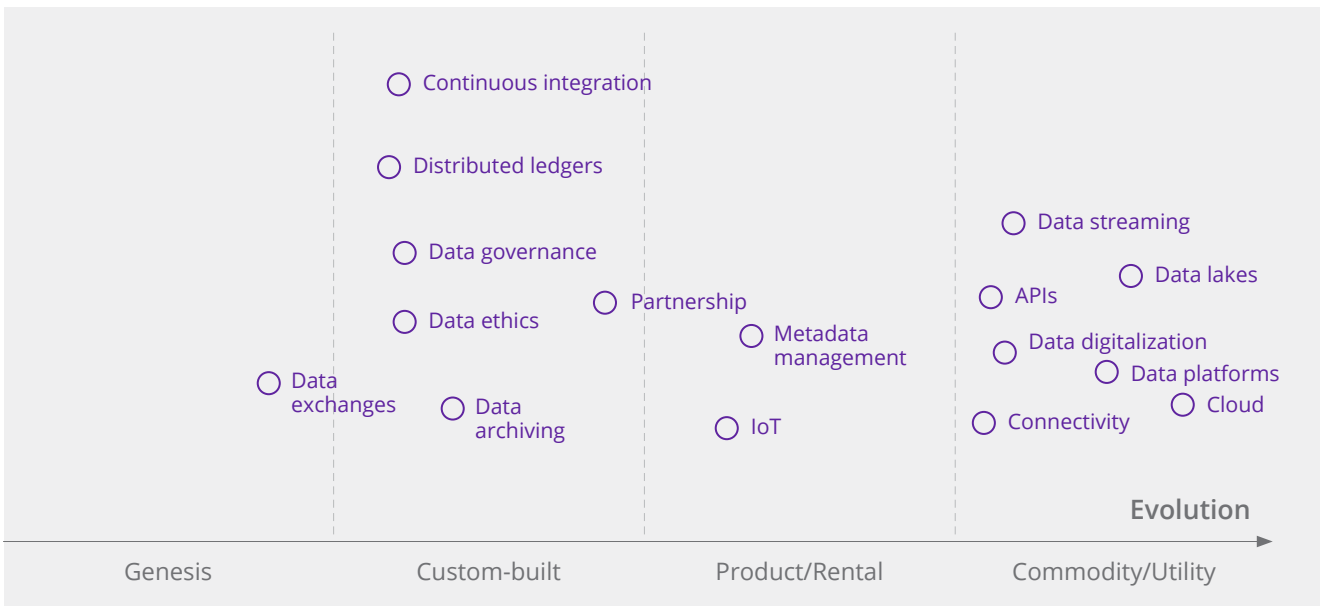 Continuous integration
Distributed ledgers
Data streaming
Data governance
Data lakes
APIs
Partnership
Data ethics
Metadata
management
Data digitalization
Data platforms
Data
exchanges
Data
archiving
Cloud
IoT
Connectivity
Evolution
Genesis
Custom-built
Product/Rental
Commodity/Utility